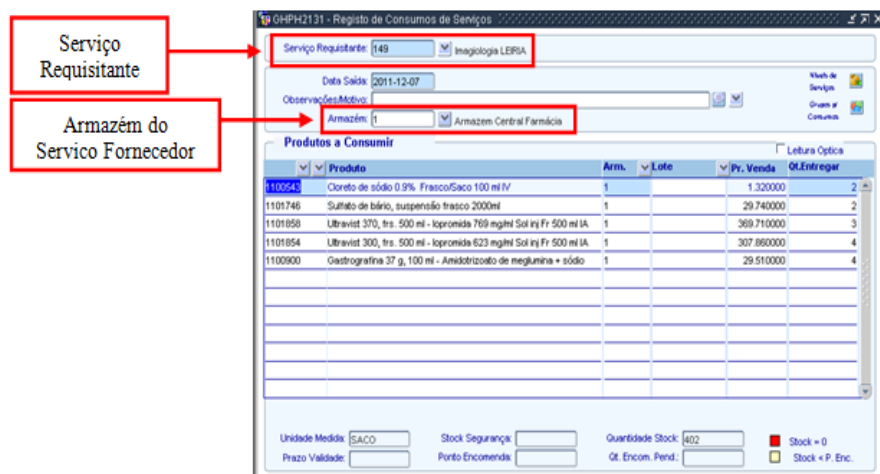 GHPH2131 - Registo de Consumos de Serviços
Serviço
Requisitante
Serviço Requisitante: 149 Imagiologia LEIRIA
Data Saída: 2011-12-07
Níveis de
Serviços
Observações/Motivo:
Grupos p/
Consumos
Armazém do
Servico Fornecedor
Armazém: 1 Armazem Central Farmácia
Produtos a Consumir
Leitura Optica
Produto Arm. Lote Pr. Venda Qt.Entregar
1100543 Cloreto de sódio 0.9% Frasco/Saco 100 ml IV 1 1.320000 2
1101746 Sulfato de bário, suspensão frasco 2000ml 1 29.740000 2
1101858 Ultravist 370, frs. 500 ml - Iopromida 769 mg/ml Sol inj Fr 500 ml IA 1 369.710000 3
1101854 Ultravist 300, frs. 500 ml - Iopromida 623 mg/ml Sol inj Fr 500 ml IA 1 307.860000 4
1100900 Gastrografina 37 g, 100 ml - Amidotrizoato de meglumina + sódio 1 29.510000 4
Unidade Medida: SACO Stock Segurança: Quantidade Stock: 402 Stock = 0
Prazo Validade: Ponto Encomenda: Qt. Encom. Pend.: Stock < P. Enc.